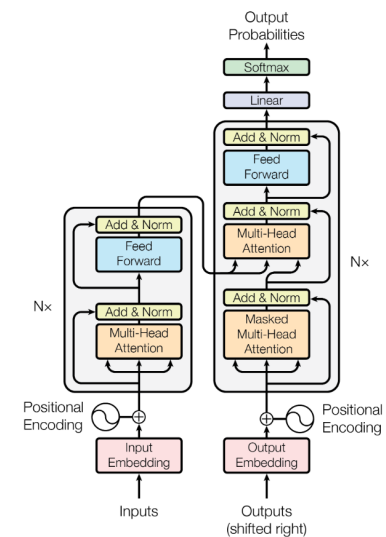 Output
Probabilities
Softmax
Linear
Add & Norm
Feed
Forward
Add & Norm
Multi-Head
Attention
Add & Norm
Masked
Multi-Head
Attention
N×
Add & Norm
Feed
Forward
Add & Norm
Multi-Head
Attention
N×
Positional
Encoding
Positional
Encoding
Input
Embedding
Output
Embedding
Inputs
Outputs
(shifted right)